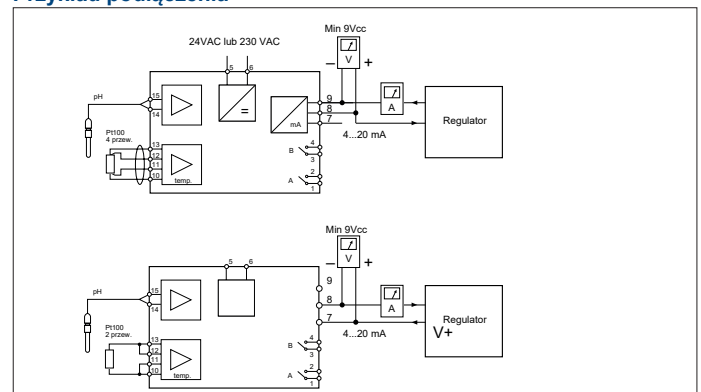 Przykład podłączenia
24VAC lub 230 VAC
Min 9Vcc
V
– +
5 6
pH
15
14
=
mA
9
8
7
A
Regulator
4...20 mA
Pt100
4 przew.
13
12
11
10
temp.
B
4
3
A
2
1
Min 9Vcc
V
– +
5 6
pH
15
14
9
8
7
A
Regulator
V+
4...20 mA
Pt100
2 przew.
13
12
11
10
temp.
B
4
3
A
2
1